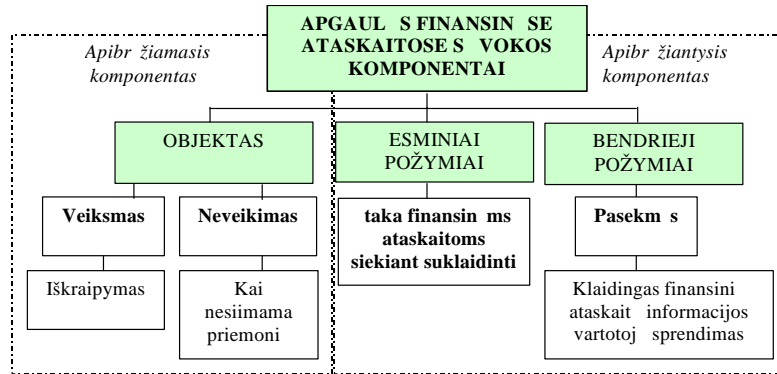 APGAUL S FINANSIN SE
ATASKAITOSE S VOKOS
KOMPONENTAI
Apibr žiamasis
komponentas
Apibr žiantysis
komponentas
OBJEKTAS
ESMINIAI
POŽYMIAI
BENDRIEJI
POŽYMIAI
Veiksmas
Neveikimas
taka finansin ms
ataskaitoms
siekiant suklaidinti
Pasekm s
Iškraipymas
Kai
nesiimama
priemoni
Klaidingas finansini
ataskait informacijos
vartotoj sprendimas